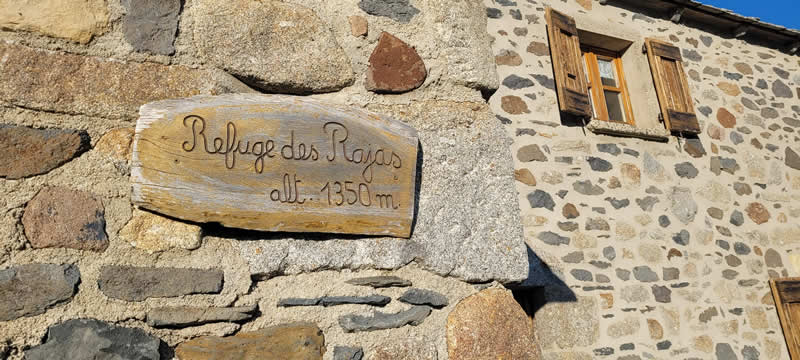 Refuge des Rajas
alt.. 1350 m